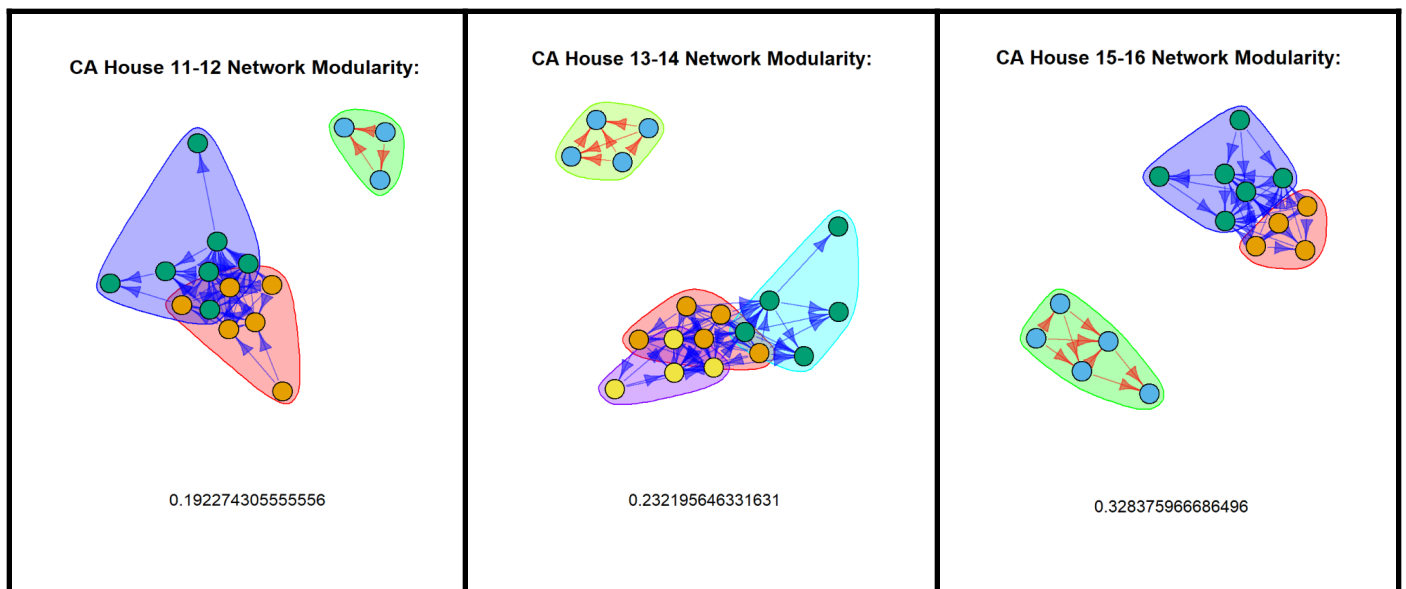 CA House 11-12 Network Modularity:
0.192274305555556
CA House 13-14 Network Modularity:
0.232195646331631
CA House 15-16 Network Modularity:
0.328375966686496